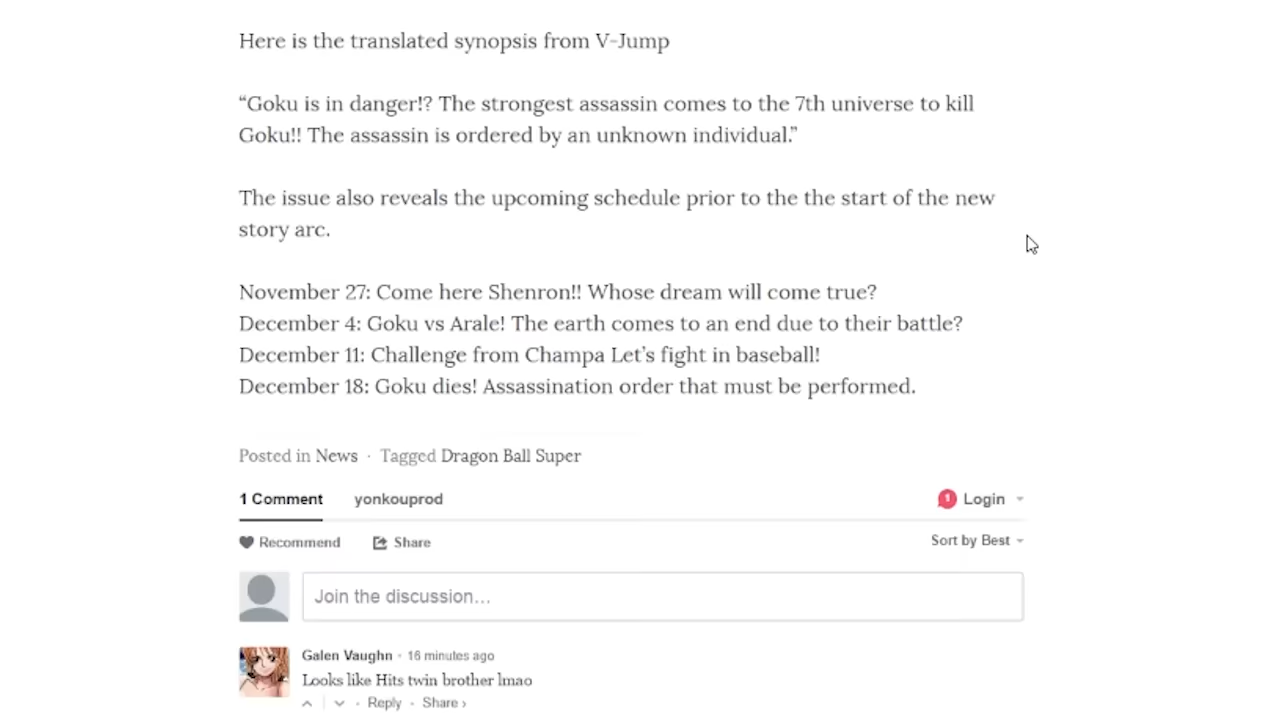 Here is the translated synopsis from V-Jump
“Goku is in danger!? The strongest assassin comes to the 7th universe to kill
Goku!! The assassin is ordered by an unknown individual.”
The issue also reveals the upcoming schedule prior to the the start of the new
story arc.
November 27: Come here Shenron!! Whose dream will come true?
December 4: Goku vs Arale! The earth comes to an end due to their battle?
December 11: Challenge from Champa Let’s fight in baseball!
December 18: Goku dies! Assassination order that must be performed.
Posted in News · Tagged Dragon Ball Super
1 Comment yonkouprod 1 Login
Recommend Share Sort by Best
Join the discussion…
Galen Vaughn · 16 minutes ago
Looks like Hits twin brother lmao
Reply · Share ›